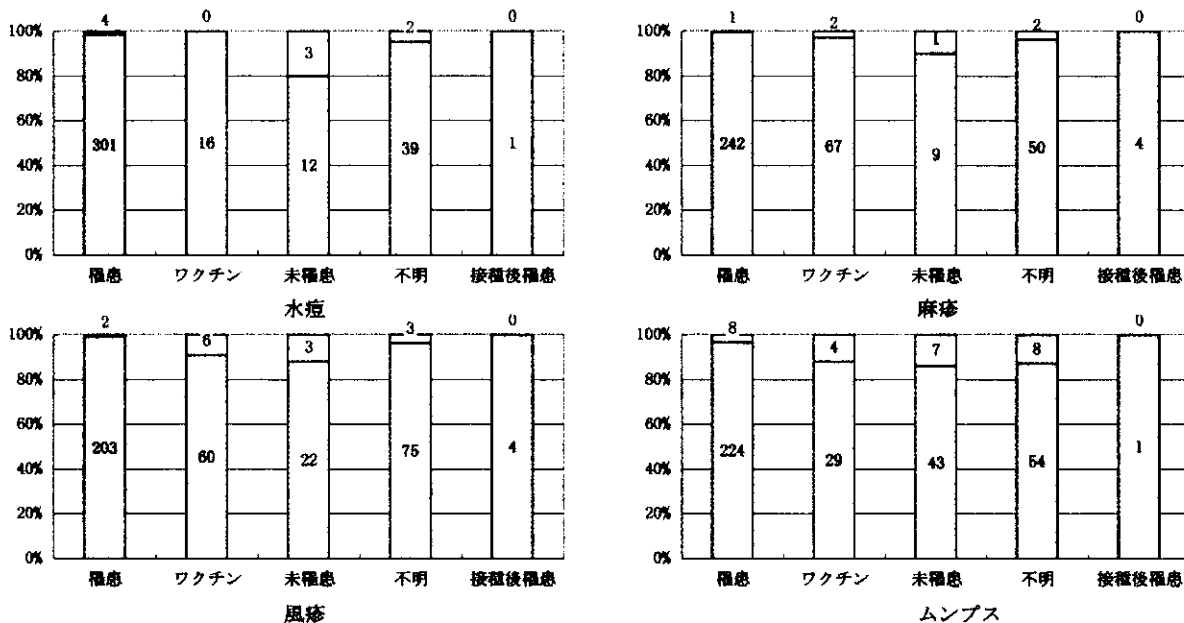 4 0 3 2 0
100%
80%
60%
40%
20%
0%
301 16 12 39 1
罹患 ワクチン 未罹患 不明 接種後罹患
水痘
1 2 1 2 0
100%
80%
60%
40%
20%
0%
242 67 9 50 4
罹患 ワクチン 未罹患 不明 接種後罹患
麻疹
2 6 3 3 0
100%
80%
60%
40%
20%
0%
203 60 22 75 4
罹患 ワクチン 未罹患 不明 接種後罹患
風疹
8 4 7 8 0
100%
80%
60%
40%
20%
0%
224 29 43 54 1
罹患 ワクチン 未罹患 不明 接種後罹患
ムンプス